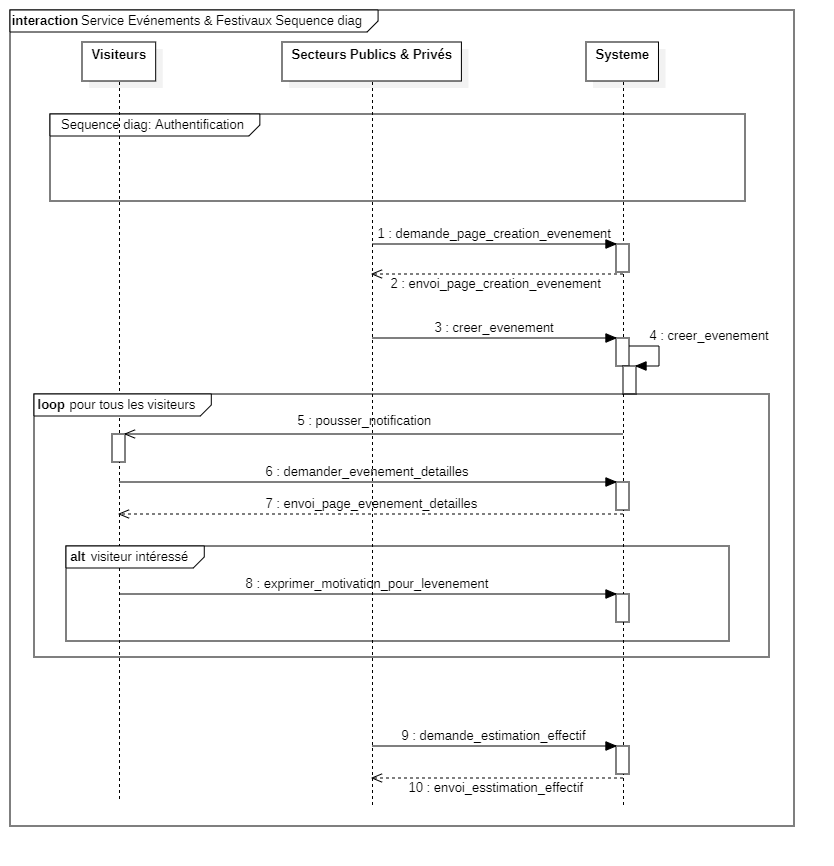 interaction Service Evénements & Festivaux Sequence diag
Visiteurs
Secteurs Publics & Privés
Systeme
Sequence diag: Authentification
1 : demande_page_creation_evenement
2 : envoi_page_creation_evenement
3 : creer_evenement
4 : creer_evenement
loop pour tous les visiteurs
5 : pousser_notification
6 : demander_evenement_detailles
7 : envoi_page_evenement_detailles
alt visiteur intéressé
8 : exprimer_motivation_pour_levenement
9 : demande_estimation_effectif
10 : envoi_esstimation_effectif